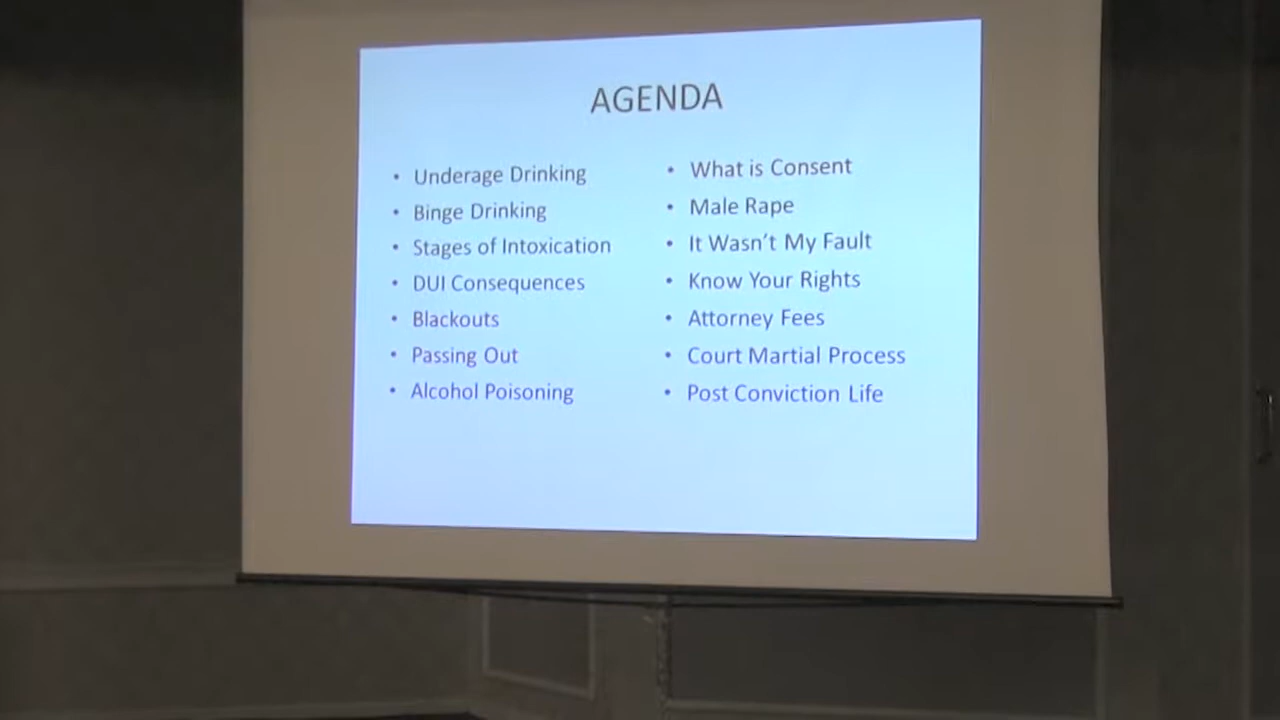 AGENDA
• Underage Drinking
• Binge Drinking
• Stages of Intoxication
• DUI Consequences
• Blackouts
• Passing Out
• Alcohol Poisoning
• What is Consent
• Male Rape
• It Wasn't My Fault
• Know Your Rights
• Attorney Fees
• Court Martial Process
• Post Conviction Life